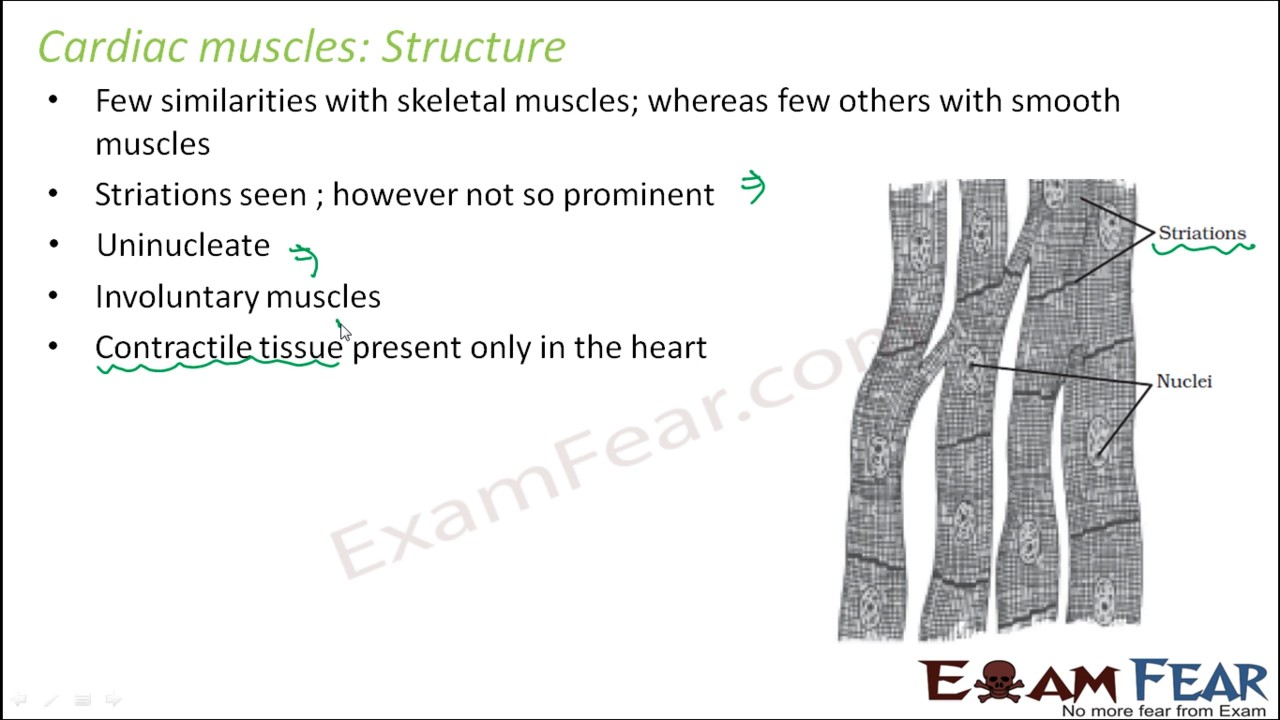 Cardiac muscles: Structure
• Few similarities with skeletal muscles; whereas few others with smooth
muscles
• Striations seen ; however not so prominent
• Uninucleate
• Involuntary muscles
• Contractile tissue present only in the heart
Striations
Nuclei
ExamFear.com
EXAM FEAR
No more fear from Exam